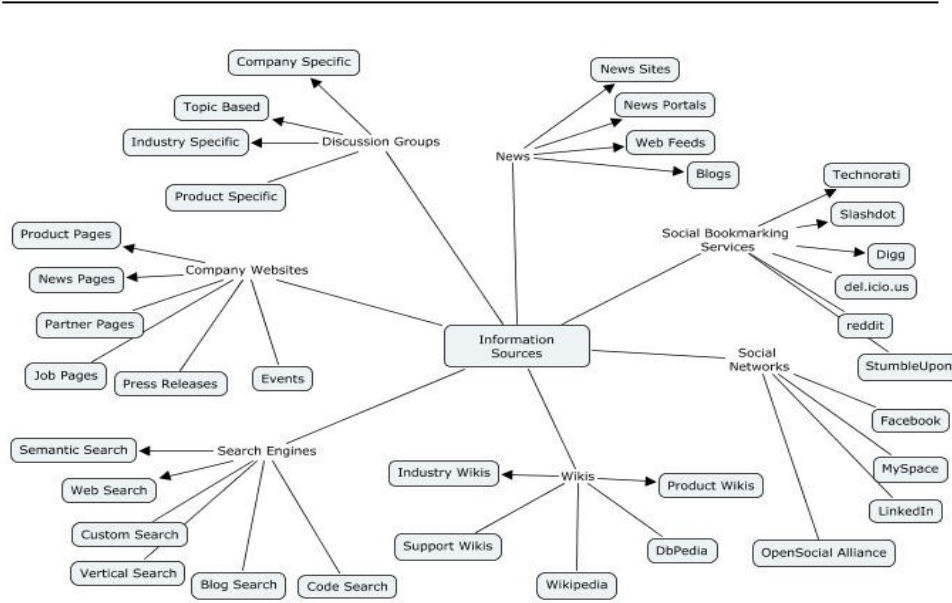 Company Specific
Topic Based
Industry Specific
Discussion Groups
Product Specific
News Sites
News Portals
Web Feeds
News
Blogs
Technorati
Slashdot
Social Bookmarking
Services
Digg
del.icio.us
reddit
StumbleUpon
Product Pages
Company Websites
News Pages
Partner Pages
Job Pages
Press Releases
Events
Information
Sources
Social
Networks
Facebook
MySpace
LinkedIn
OpenSocial Alliance
Semantic Search
Search Engines
Web Search
Custom Search
Vertical Search
Blog Search
Code Search
Industry Wikis
Wikis
Product Wikis
Support Wikis
DbPedia
Wikipedia